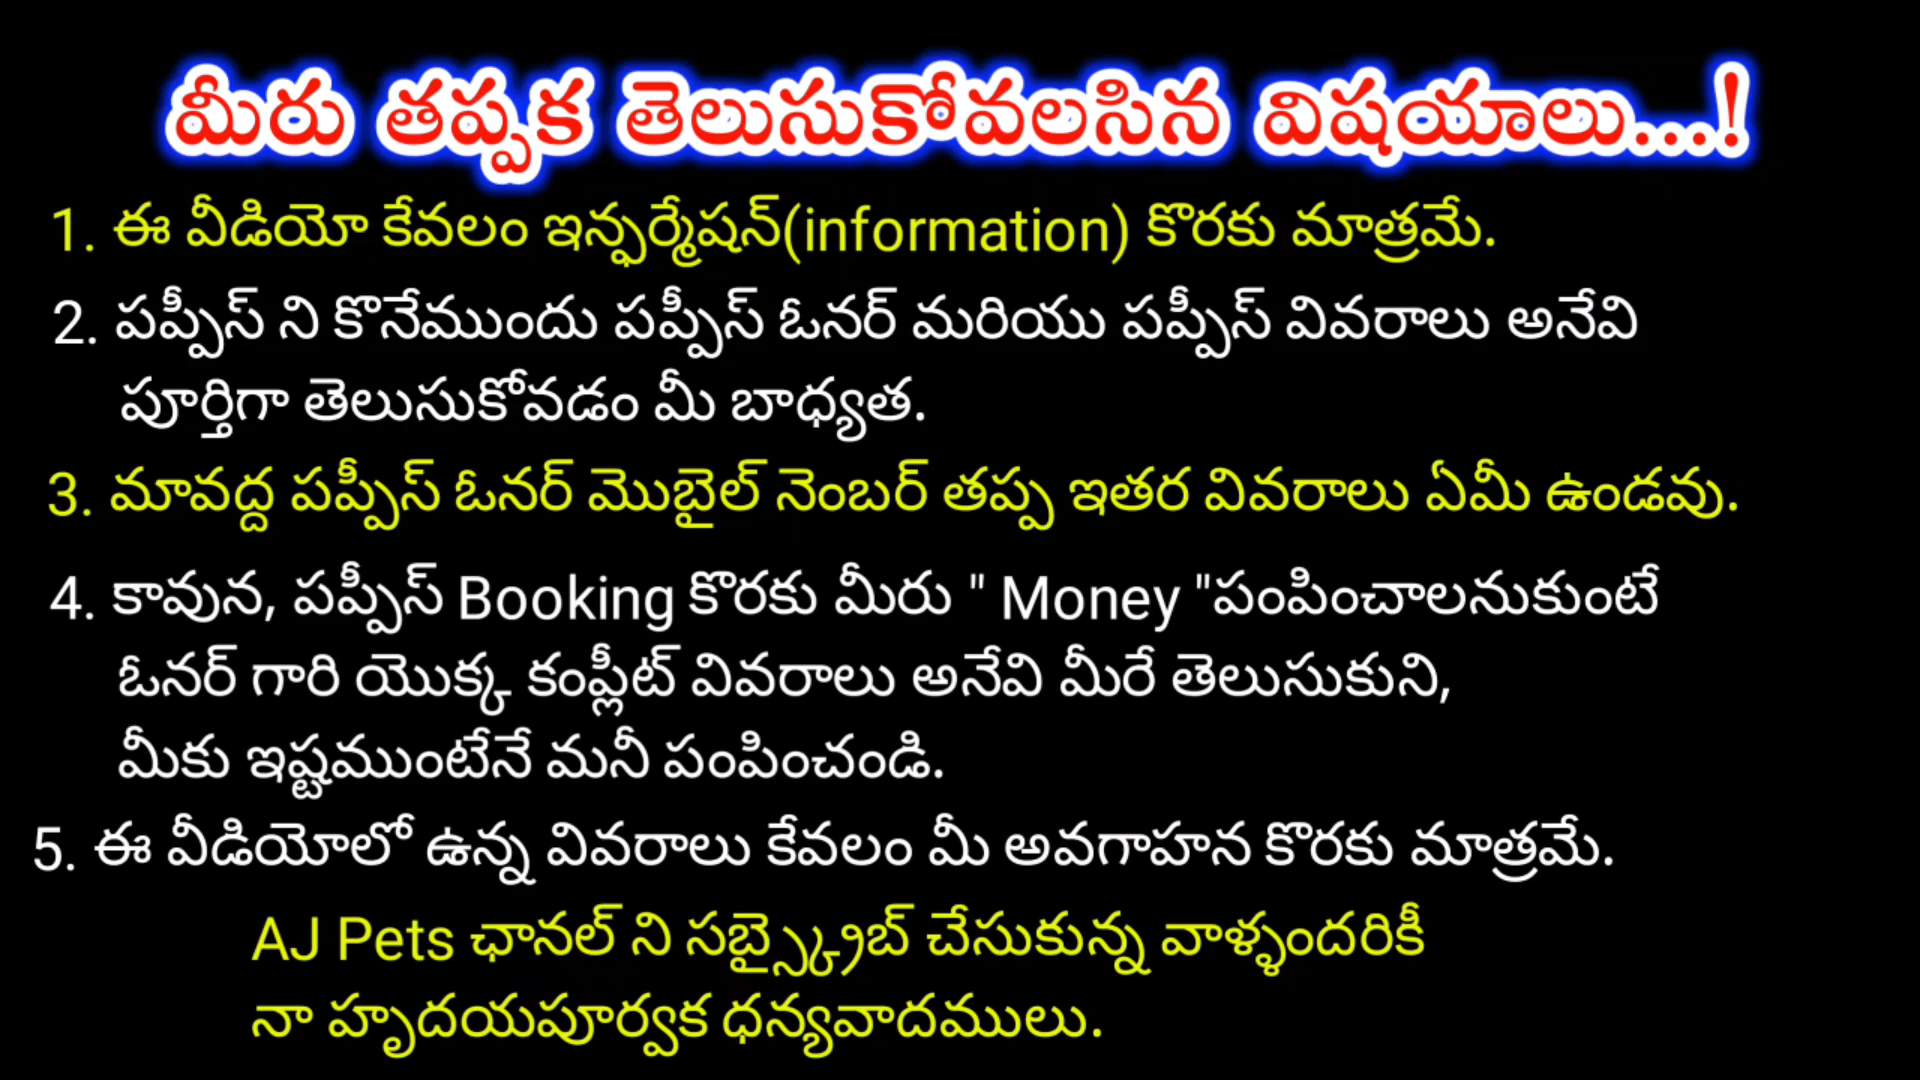 మీరు తప్పక తెలుసుకోవలసిన విషయాలు...!
1. ఈ వీడియో కేవలం ఇన్ఫర్మేషన్(information) కొరకు మాత్రమే.
2. పప్పీస్ ని కొనేముందు పప్పీస్ ఓనర్ మరియు పప్పీస్ వివరాలు అనేవి
పూర్తిగా తెలుసుకోవడం మీ బాధ్యత.
3. మావద్ద పప్పీస్ ఓనర్ మొబైల్ నెంబర్ తప్ప ఇతర వివరాలు ఏమీ ఉండవు.
4. కావున, పప్పీస్ Booking కొరకు మీరు " Money "పంపించాలనుకుంటే
ఓనర్ గారి యొక్క కంప్లీట్ వివరాలు అనేవి మీరే తెలుసుకుని,
మీకు ఇష్టముంటేనే మనీ పంపించండి.
5. ఈ వీడియోలో ఉన్న వివరాలు కేవలం మీ అవగాహన కొరకు మాత్రమే.
AJ Pets ఛానల్ ని సబ్స్క్రైబ్ చేసుకున్న వాళ్ళందరికీ
నా హృదయపూర్వక ధన్యవాదములు.